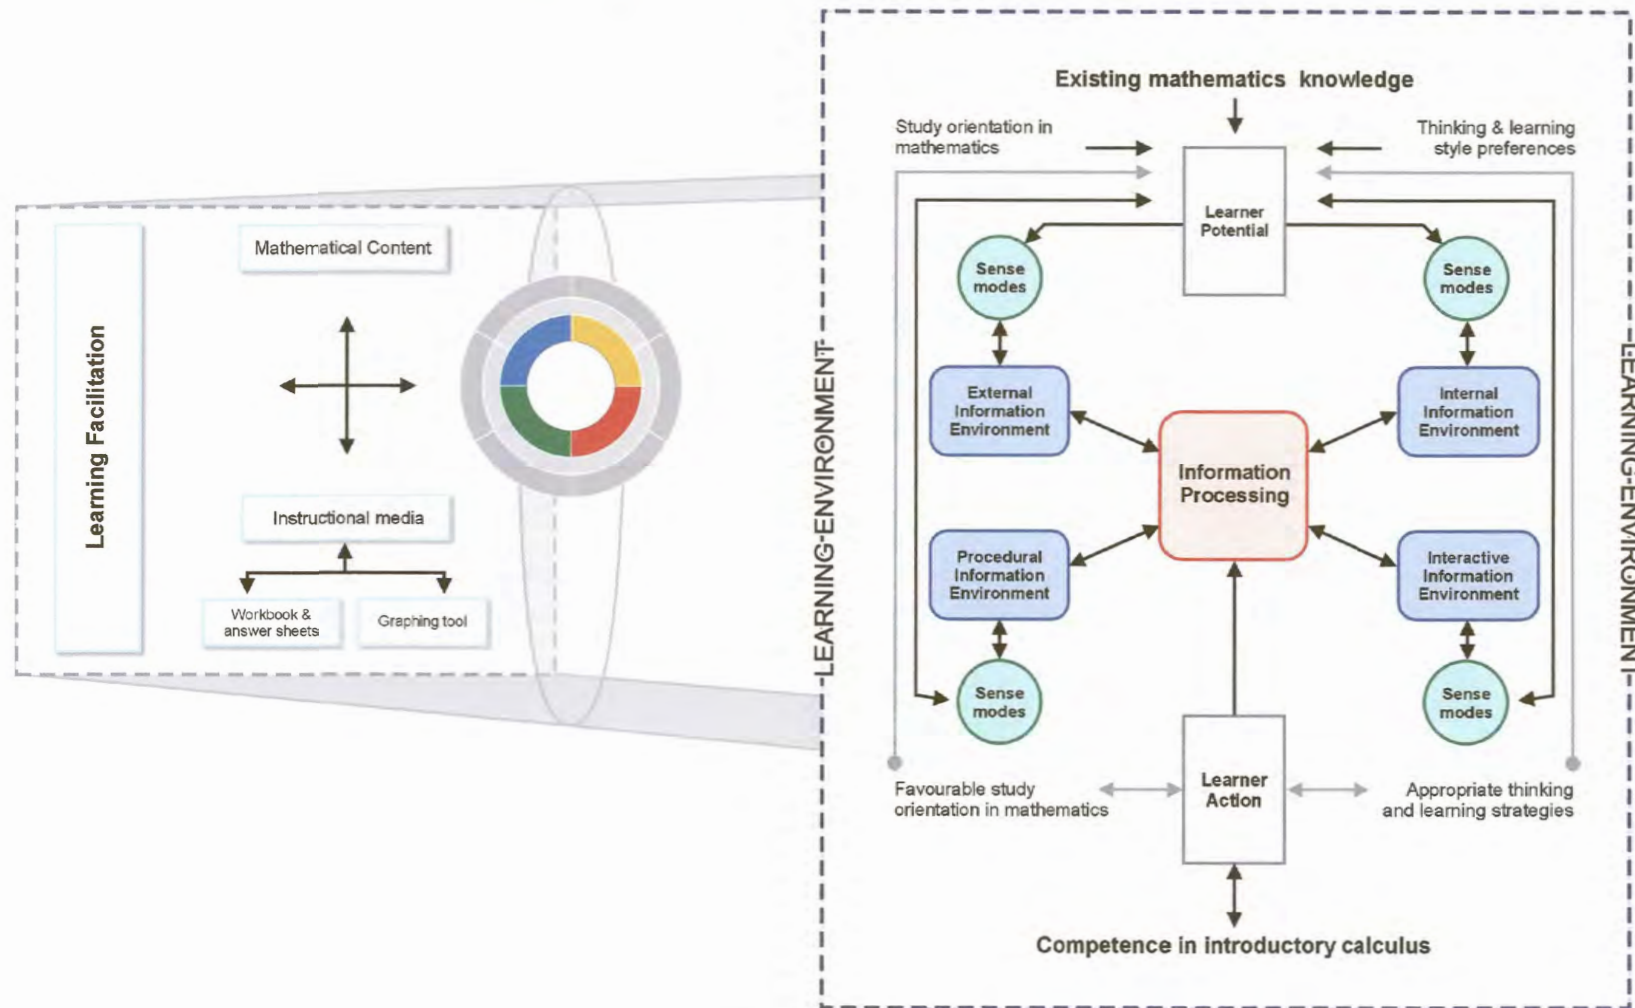 Learning Facilitation
Mathematical Content
Instructional media
Workbook &
answer sheets
Graphing tool
LEARNING-ENVIRONMENT
Existing mathematics knowledge
Study orientation in
mathematics
Thinking & learning
style preferences
Learner
Potential
Sense
modes
Sense
modes
External
Information
Environment
Internal
Information
Environment
Information
Processing
Procedural
Information
Environment
Interactive
Information
Environment
Sense
modes
Sense
modes
Learner
Action
Favourable study
orientation in mathematics
Appropriate thinking
and learning strategies
Competence in introductory calculus
LEARNING-ENVIRONMENT